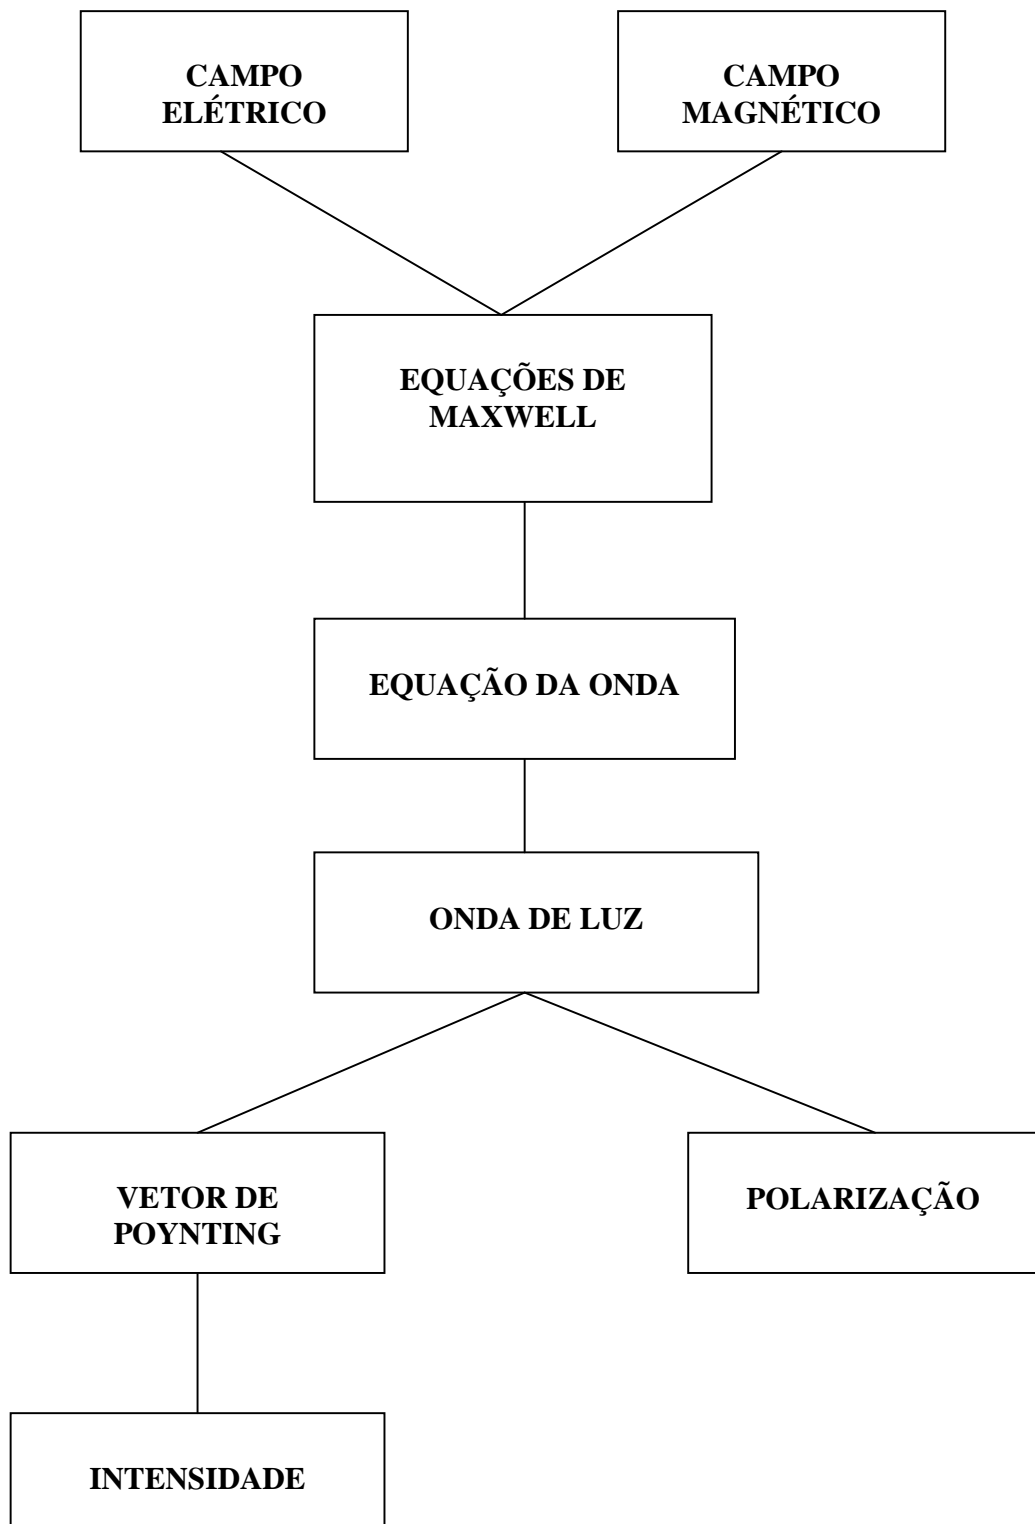 CAMPO
ELÉTRICO
CAMPO
MAGNÉTICO
EQUAÇÕES DE
MAXWELL
EQUAÇÃO DA ONDA
ONDA DE LUZ
VETOR DE
POYNTING
POLARIZAÇÃO
INTENSIDADE